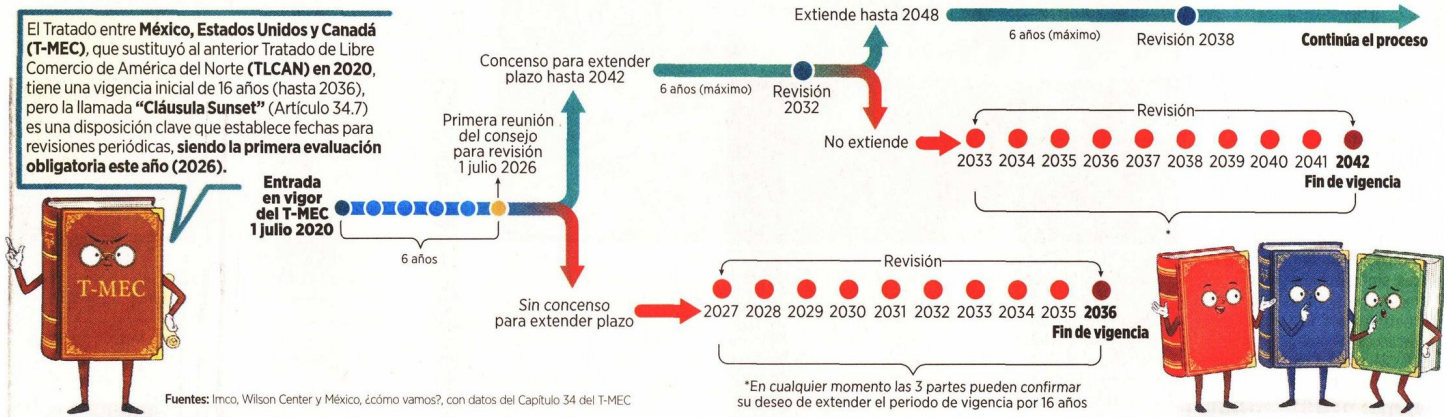 El Tratado entre México, Estados Unidos y Canadá
(T-MEC), que sustituyó al anterior Tratado de Libre
Comercio de América del Norte (TLCAN) en 2020,
tiene una vigencia inicial de 16 años (hasta 2036),
pero la llamada “Cláusula Sunset” (Artículo 34.7)
es una disposición clave que establece fechas para
revisiones periódicas, siendo la primera evaluación
obligatoria este año (2026).
T-MEC
Entrada
en vigor
del T-MEC
1 julio 2020
6 años
Primera reunión
del consejo
para revisión
1 julio 2026
Concenso para extender
plazo hasta 2042
6 años (máximo)
Revisión
2032
Extiende hasta 2048
6 años (máximo)
Revisión 2038
Continúa el proceso
No extiende
Revisión
2033 2034 2035 2036 2037 2038 2039 2040 2041 2042
Fin de vigencia
*
Sin concenso
para extender plazo
Revisión
2027 2028 2029 2030 2031 2032 2033 2034 2035 2036
Fin de vigencia
*En cualquier momento las 3 partes pueden confirmar
su deseo de extender el periodo de vigencia por 16 años
Fuentes: Imco, Wilson Center y México, ¿cómo vamos?, con datos del Capítulo 34 del T-MEC